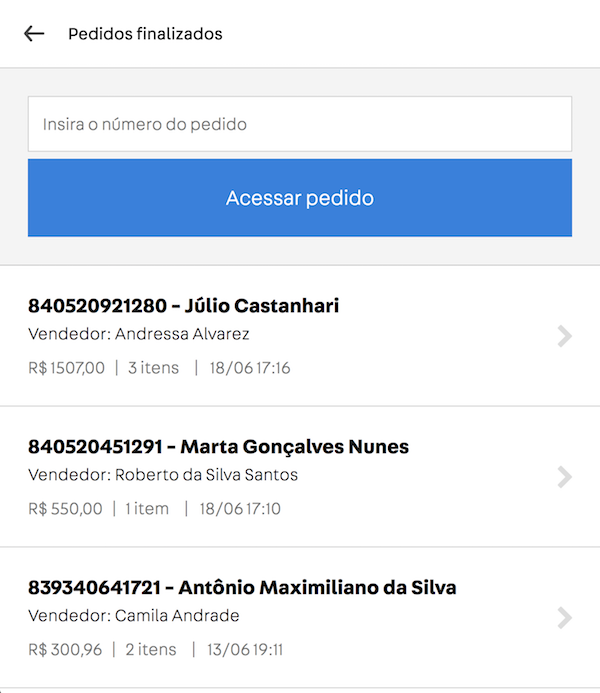 Pedidos finalizados
Insira o número do pedido
Acessar pedido
840520921280 – Júlio Castanhari
Vendedor: Andressa Alvarez
R$ 1507,00 | 3 itens | 18/06 17:16
840520451291 – Marta Gonçalves Nunes
Vendedor: Roberto da Silva Santos
R$ 550,00 | 1 item | 18/06 17:10
839340641721 – Antônio Maximiliano da Silva
Vendedor: Camila Andrade
R$ 300,96 | 2 itens | 13/06 19:11